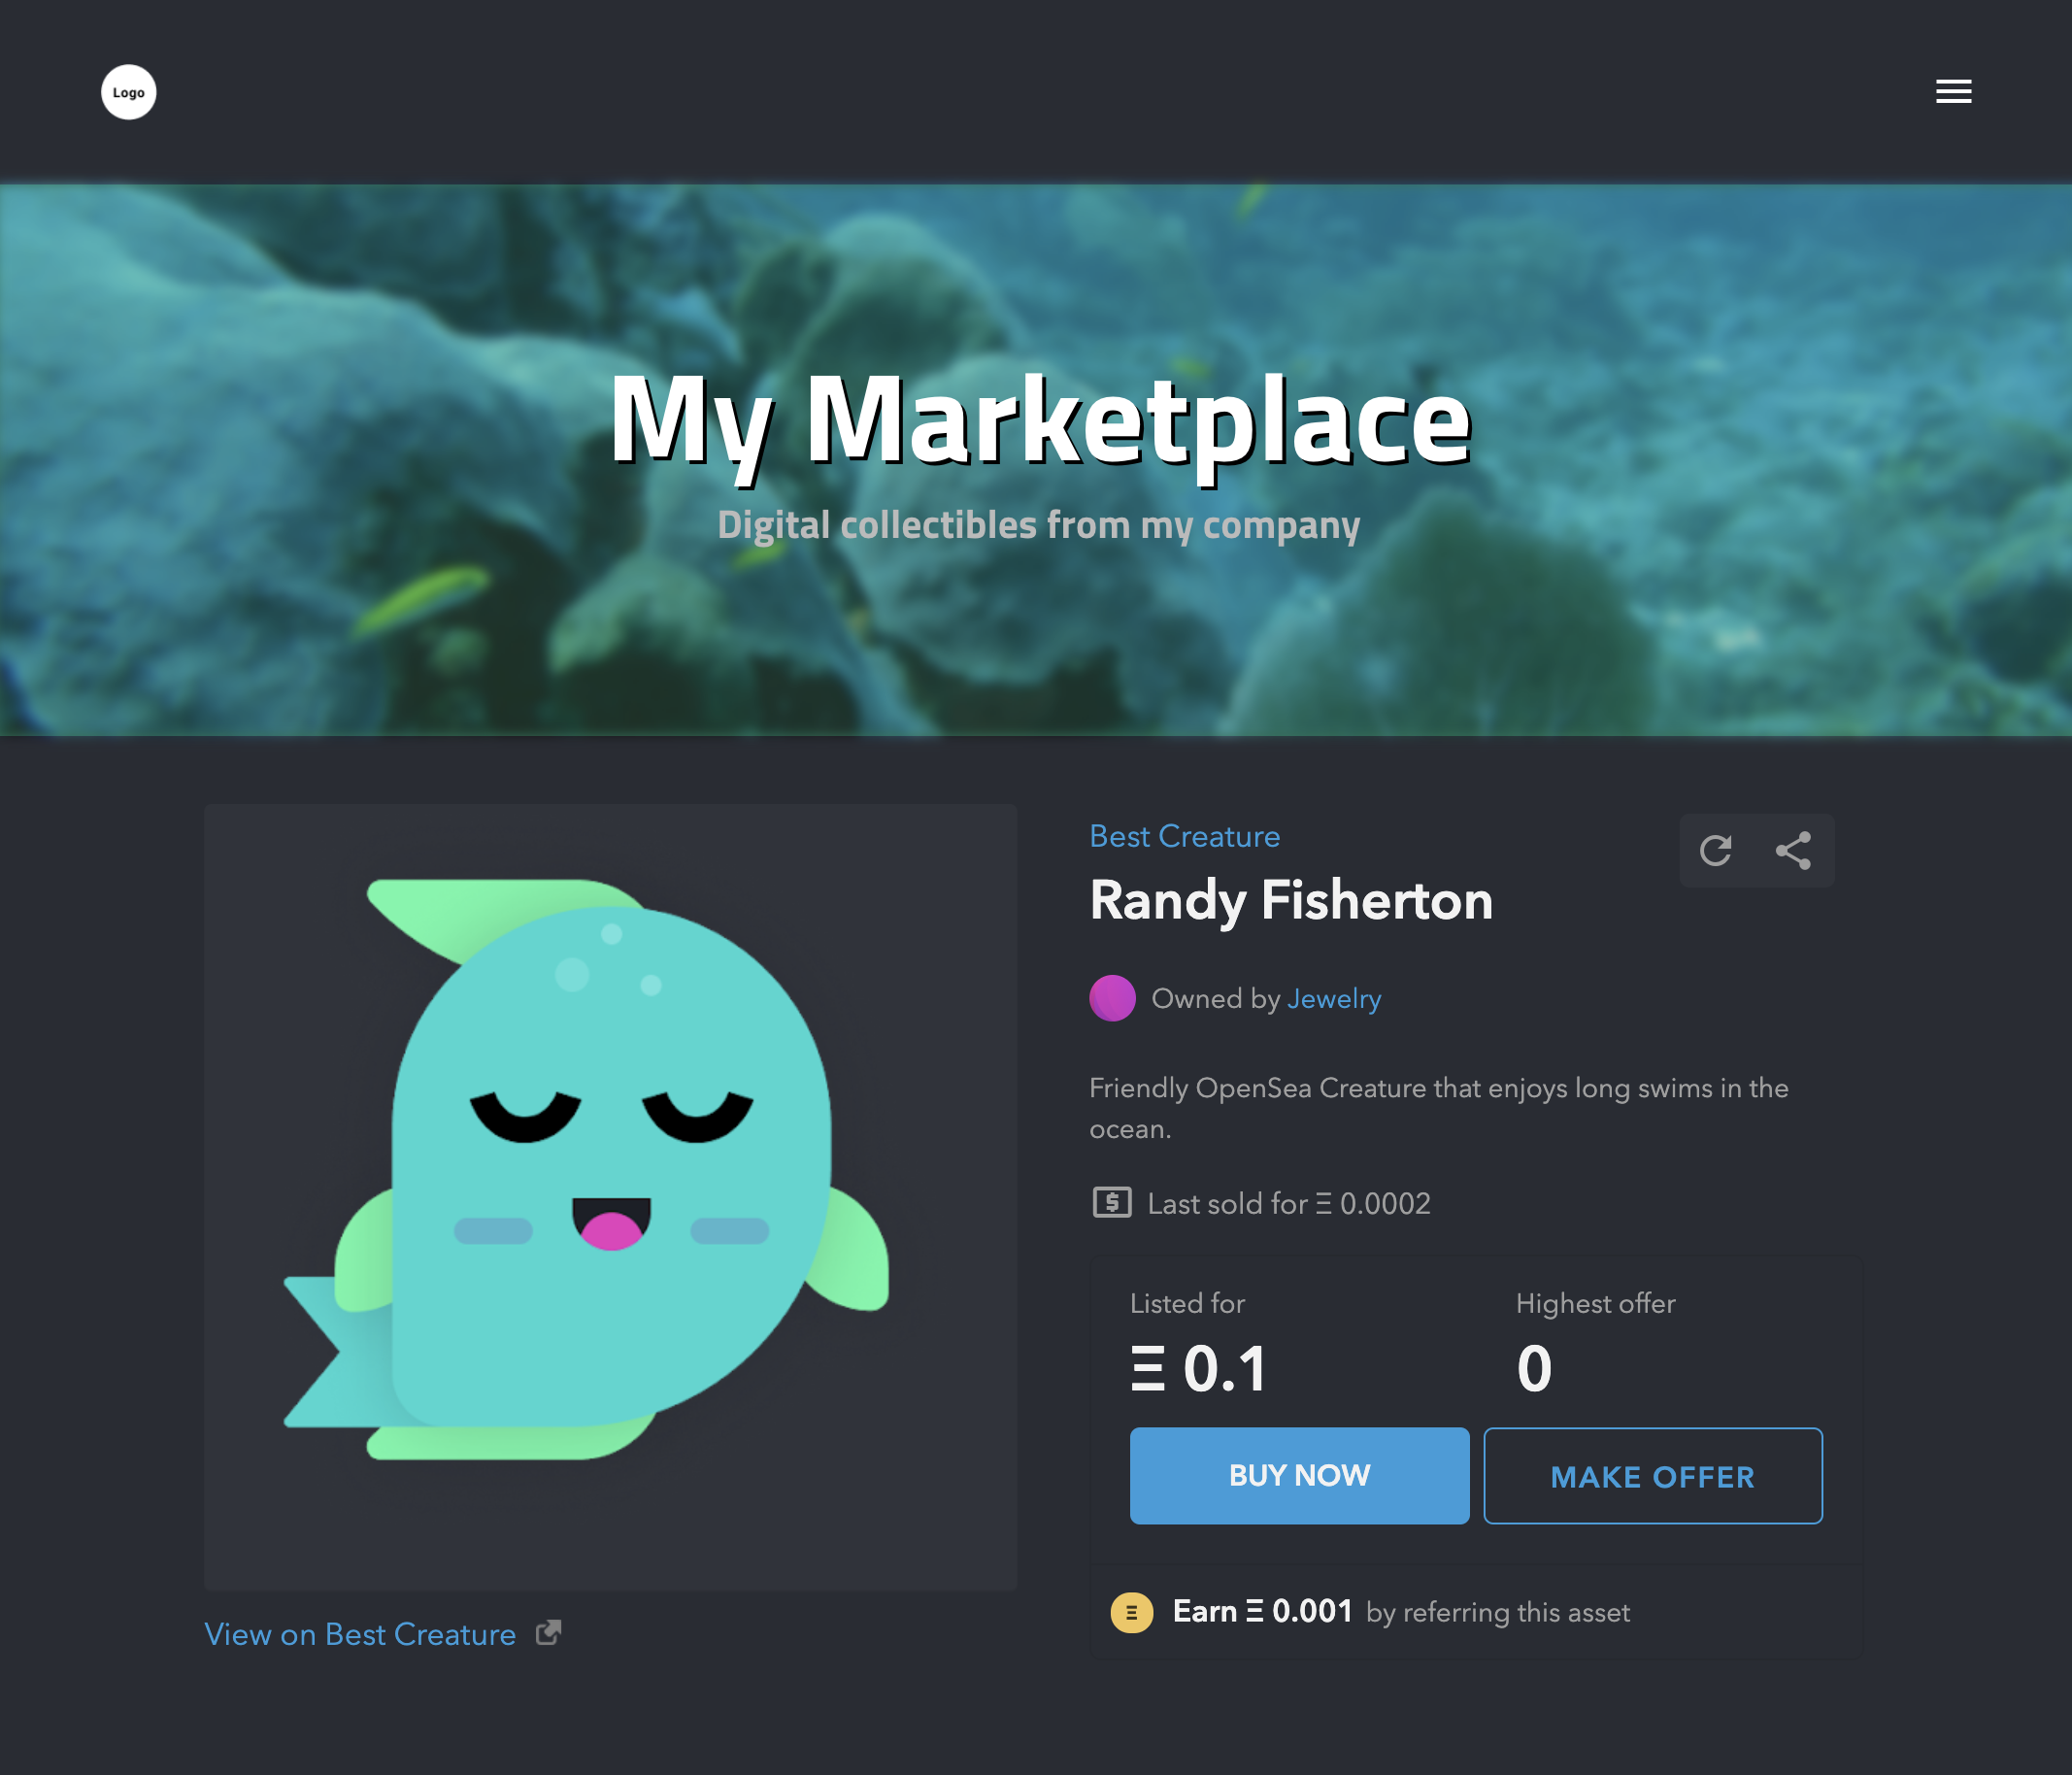 Logo
My Marketplace
Digital collectibles from my company
Best Creature
Randy Fisherton
Owned by Jewelry
Friendly OpenSea Creature that enjoys long swims in the
ocean.
Last sold for Ξ 0.0002
Listed for
Highest offer
Ξ 0.1
0
BUY NOW
MAKE OFFER
Ξ Earn Ξ 0.001 by referring this asset
View on Best Creature